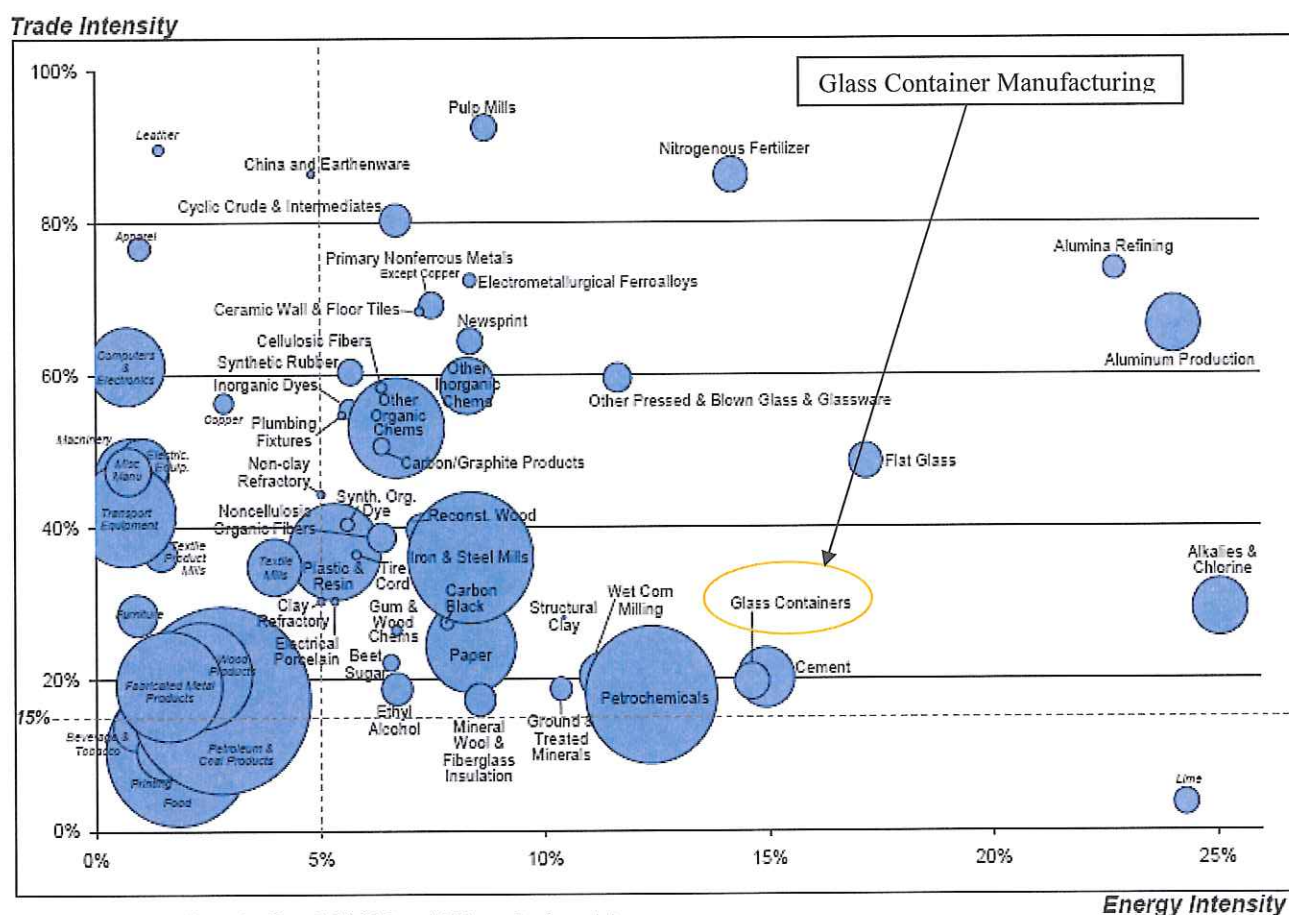 Trade Intensity
100%
80%
60%
40%
20%
15%
0%
0%
5%
10%
15%
20%
25%
Energy Intensity
Glass Container Manufacturing
Pulp Mills
Leather
China and Earthenware
Nitrogenous Fertilizer
Cyclic Crude & Intermediates
Apparel
Primary Nonferrous Metals
Except Copper
Electrometallurgical Ferroalloys
Alumina Refining
Ceramic Wall & Floor Tiles
Newsprint
Aluminum Production
Cellulosic Fibers
Computers
&
Electronics
Synthetic Rubber
Other
Inorganic
Chems
Inorganic Dyes
Other
Organic
Chems
Other Pressed & Blown Glass & Glassware
Copper
Plumbing
Fixtures
Machinery
Electric.
Equip.
Misc
Manu
Carbon/Graphite Products
Flat Glass
Non-clay
Refractory
Transport
Equipment
Synth. Org.
Dye
Noncellulosic
Organic Fibers
Reconst. Wood
Textile
Product
Mills
Textile
Mills
Plastic &
Resin
Tire
Cord
Iron & Steel Mills
Carbon
Black
Alkalies &
Chlorine
Furniture
Clay
Refractory
Electrical
Porcelain
Gum &
Wood
Chems
Structural
Clay
Wet Corn
Milling
Glass Containers
Wood
Products
Fabricated Metal
Products
Beet
Sugar
Paper
Petrochemicals
Cement
Ethyl
Alcohol
Mineral
Wool &
Fiberglass
Insulation
Ground &
Treated
Minerals
Beverage &
Tobacco
Petroleum &
Coal Products
Printing
Food
Lime